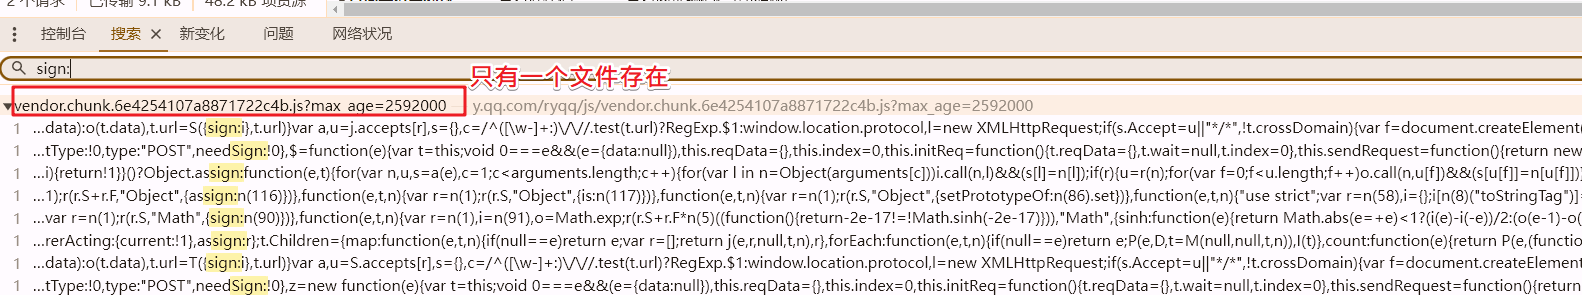 2 个请求 已传输 9.1 kB 48.2 kB 项资源
控制台 搜索 新变化 问题 网络状况
sign:
只有一个文件存在
vendor.chunk.6e4254107a8871722c4b.js?max_age=2592000 — y.qq.com/ryqq/js/vendor.chunk.6e4254107a8871722c4b.js?max_age=2592000
1 …data):o(t.data),t.url=S({sign:i},t.url)}var a,u=j.accepts[r],s={},c=/^([\w-]+:)\/\//.test(t.url)?RegExp.$1:window.location.protocol,l=new XMLHttpRequest;if(s.Accept=u||"*/*",!t.crossDomain){var f=document.createElement(
1 …tType:!0,type:"POST",needSign:!0},$=function(e){var t=this;void 0===e&&(e={data:null}),this.reqData={},this.index=0,this.initReq=function(){t.reqData={},t.wait=null,t.index=0},this.sendRequest=function(){return new
1 …i){return!1}}()?Object.assign:function(e,t){for(var n,u,s=a(e),c=1;c<arguments.length;c++){for(var l in n=Object(arguments[c]))i.call(n,l)&&(s[l]=n[l]);if(r){u=r(n);for(var f=0;f<u.length;f++)o.call(n,u[f])&&(s[u[f]]
1 …1);r(r.S+r.F,"Object",{assign:n(116)})},function(e,t,n){var r=n(1);r(r.S,"Object",{is:n(117)})},function(e,t,n){var r=n(1);r(r.S,"Object",{setPrototypeOf:n(86).set})},function(e,t,n){"use strict";var r=n(58),i={};i[n(8)("toStringTag")]=
1 …var r=n(1);r(r.S,"Math",{sign:n(90)})},function(e,t,n){var r=n(1),i=n(91),o=Math.exp;r(r.S+r.F*n(5)((function(){return-2e-17!=!Math.sinh(-2e-17)})),"Math",{sinh:function(e){return Math.abs(e=+e)<1?(i(e)-i(-e))/2:(o(e-1)-o(
1 …rerActing:{current:!1},assign:r};t.Children={map:function(e,t,n){if(null==e)return e;var r=[];return j(e,r,null,t,n),r},forEach:function(e,t,n){if(null==e)return e;P(e,D,t=M(null,null,t,n)),I(t)},count:function(e){return P(e,(function
1 …data):o(t.data),t.url=T({sign:i},t.url)}var a,u=S.accepts[r],s={},c=/^([\w-]+:)\/\//.test(t.url)?RegExp.$1:window.location.protocol,l=new XMLHttpRequest;if(s.Accept=u||"*/*",!t.crossDomain){var f=document.createElement
1 …tType:!0,type:"POST",needSign:!0},z=new function(e){var t=this;void 0===e&&(e={data:null}),this.reqData={},this.index=0,this.initReq=function(){t.reqData={},t.wait=null,t.index=0},this.sendRequest=function(){return